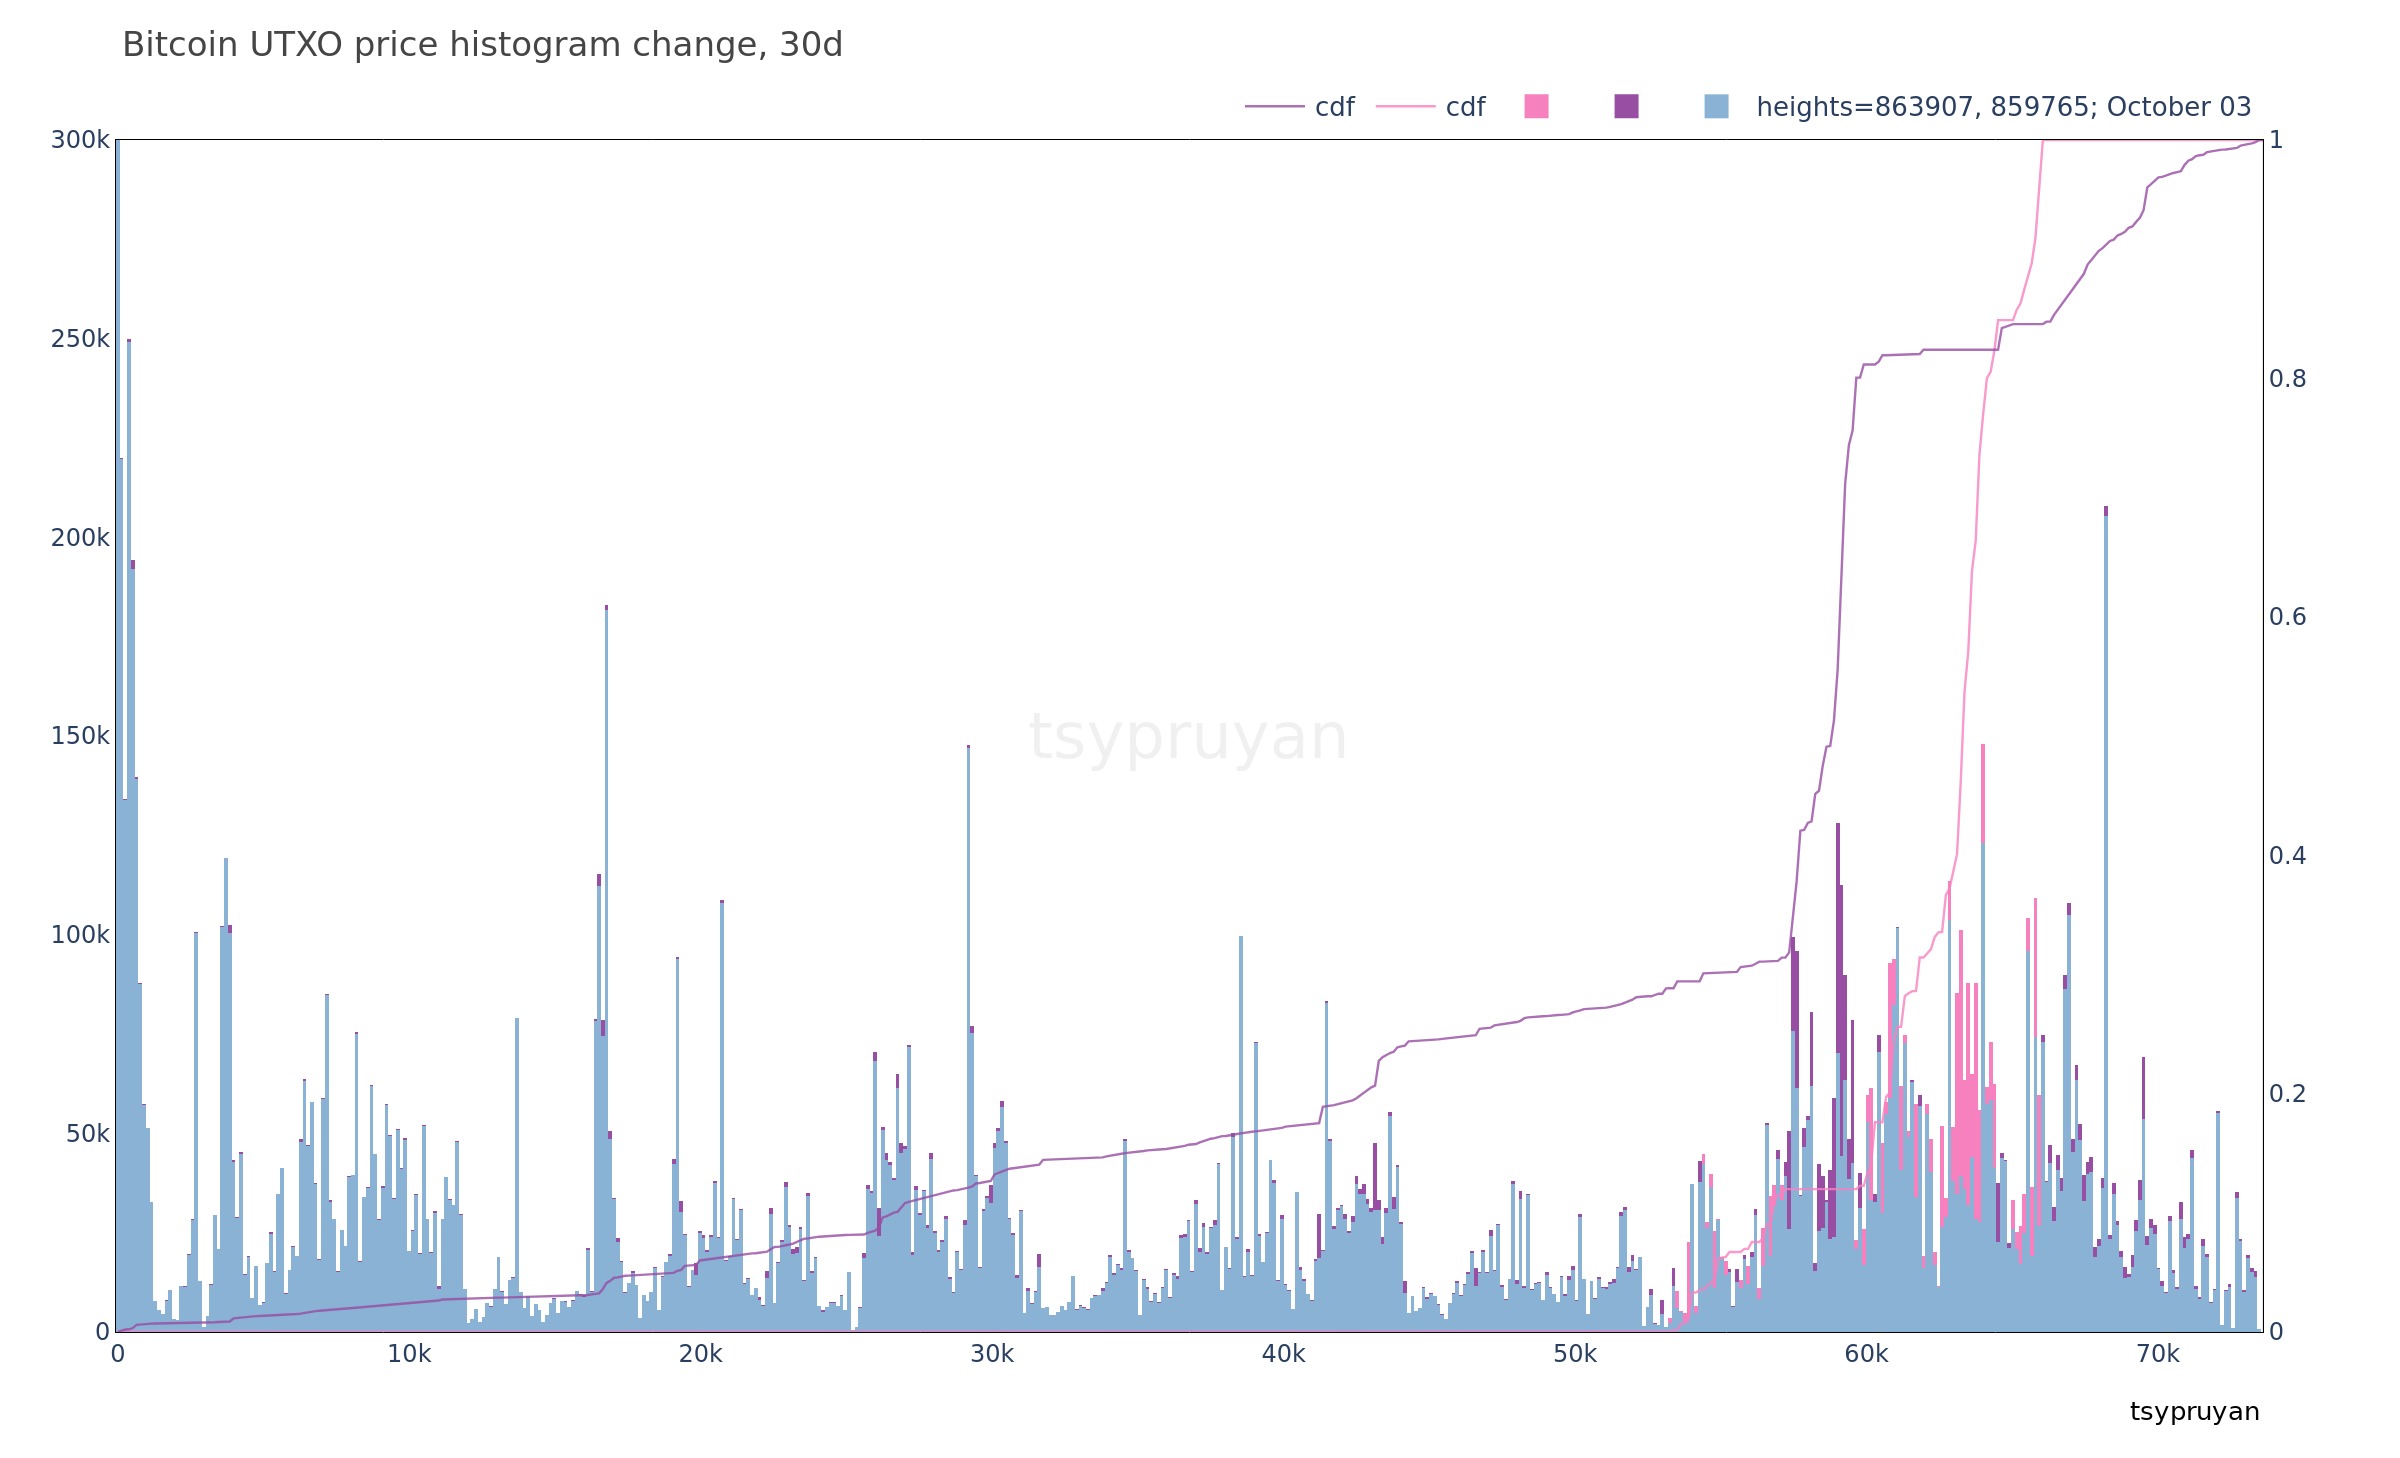 Bitcoin UTXO price histogram change, 30d
cdf cdf heights=863907, 859765; October 03
300k 1
250k
0.8
200k
0.6
150k
tsypruyan
0.4
100k
0.2
50k
0 0
0 10k 20k 30k 40k 50k 60k 70k
tsypruyan